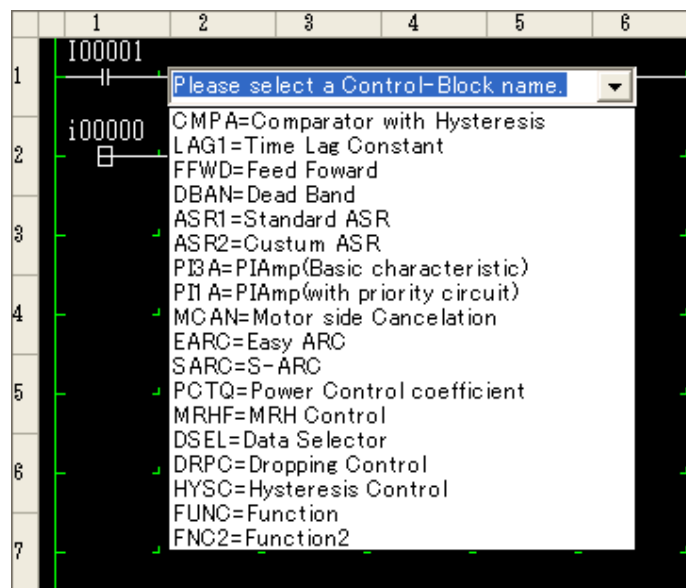 1 2 3 4 5 6
I00001
1
Please select a Control-Block name.
CMPA=Comparator with Hysteresis
i00000
LAG1=Time Lag Constant
2
FFWD=Feed Foward
DBAN=Dead Band
ASR1=Standard ASR
3
ASR2=Custum ASR
PI3A=PIAmp(Basic characteristic)
PI1A=PIAmp(with priority circuit)
4
MCAN=Motor side Cancelation
EARC=Easy ARC
SARC=S-ARC
5
PCTQ=Power Control coefficient
MRHF=MRH Control
DSEL=Data Selector
6
DRPC=Dropping Control
HYSC=Hysteresis Control
FUNC=Function
7
FNC2=Function2